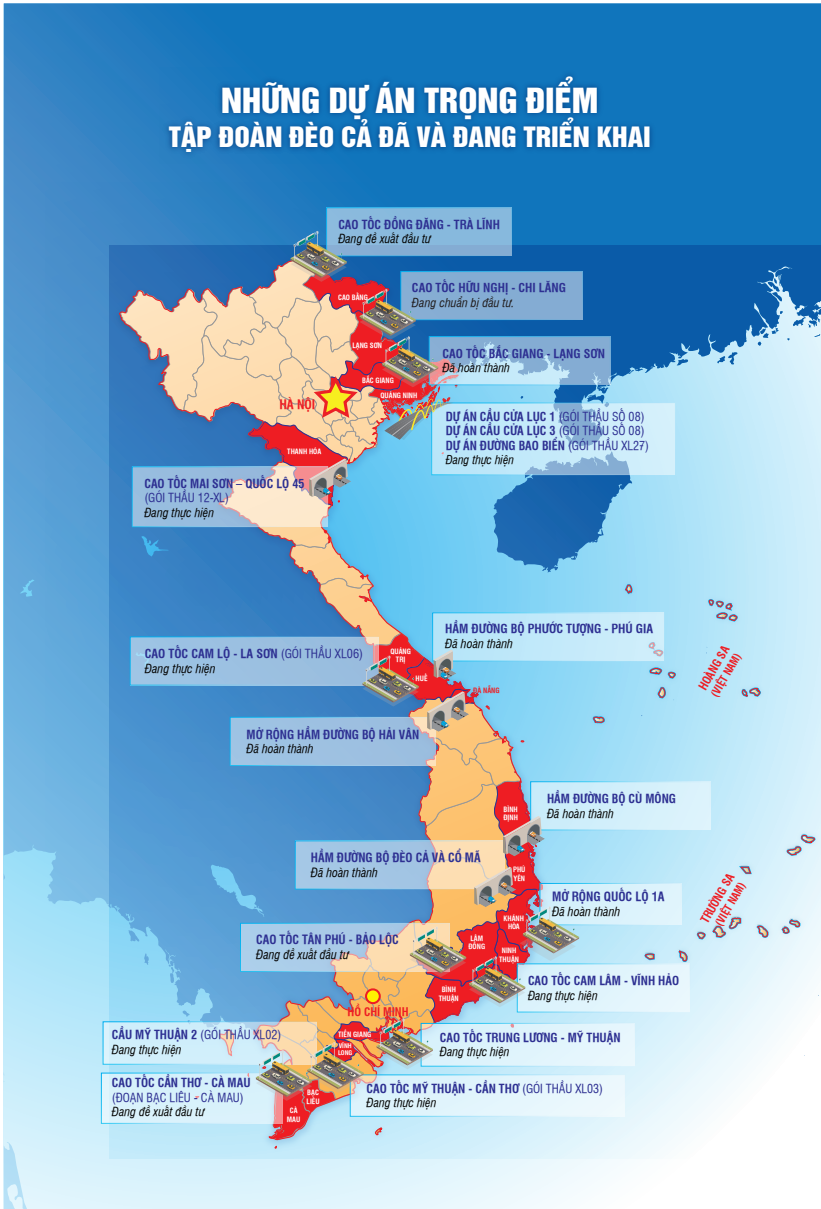 NHỮNG DỰ ÁN TRỌNG ĐIỂM
TẬP ĐOÀN ĐÈO CẢ ĐÃ VÀ ĐANG TRIỂN KHAI
CAO TỐC ĐỒNG ĐĂNG - TRÀ LĨNH
Đang đề xuất đầu tư
CAO TỐC HỮU NGHỊ - CHI LĂNG
Đang chuẩn bị đầu tư.
CAO BẰNG
LẠNG SƠN
CAO TỐC BẮC GIANG - LẠNG SƠN
Đã hoàn thành
BẮC GIANG
QUẢNG NINH
HÀ NỘI
DỰ ÁN CẦU CỬA LỤC 1 (GÓI THẦU SỐ 08)
DỰ ÁN CẦU CỬA LỤC 3 (GÓI THẦU SỐ 08)
DỰ ÁN ĐƯỜNG BAO BIỂN (GÓI THẦU XL27)
Đang thực hiện
THANH HÓA
CAO TỐC MAI SƠN – QUỐC LỘ 45
(GÓI THẦU 12-XL)
Đang thực hiện
HẦM ĐƯỜNG BỘ PHƯỚC TƯỢNG - PHÚ GIA
Đã hoàn thành
CAO TỐC CAM LỘ - LA SƠN (GÓI THẦU XL06)
Đang thực hiện
QUẢNG
TRỊ
HUẾ
ĐÀ NẴNG
HOÀNG SA
(VIỆT NAM)
MỞ RỘNG HẦM ĐƯỜNG BỘ HẢI VÂN
Đã hoàn thành
HẦM ĐƯỜNG BỘ CÙ MÔNG
Đã hoàn thành
BÌNH
ĐỊNH
HẦM ĐƯỜNG BỘ ĐÈO CẢ VÀ CỔ MÃ
Đã hoàn thành
PHÚ
YÊN
MỞ RỘNG QUỐC LỘ 1A
Đã hoàn thành
TRƯỜNG SA
(VIỆT NAM)
KHÁNH
HÒA
CAO TỐC TÂN PHÚ - BẢO LỘC
Đang đề xuất đầu tư
LÂM
ĐỒNG
NINH
THUẬN
CAO TỐC CAM LÂM - VĨNH HẢO
Đang thực hiện
BÌNH
THUẬN
HỒ CHÍ MINH
CẦU MỸ THUẬN 2 (GÓI THẦU XL02)
Đang thực hiện
TIỀN GIANG
VĨNH
LONG
CAO TỐC TRUNG LƯƠNG - MỸ THUẬN
Đang thực hiện
CAO TỐC CẦN THƠ - CÀ MAU
(ĐOẠN BẠC LIÊU - CÀ MAU)
Đang đề xuất đầu tư
CAO TỐC MỸ THUẬN - CẦN THƠ (GÓI THẦU XL03)
Đang thực hiện
BẠC
LIÊU
CÀ
MAU